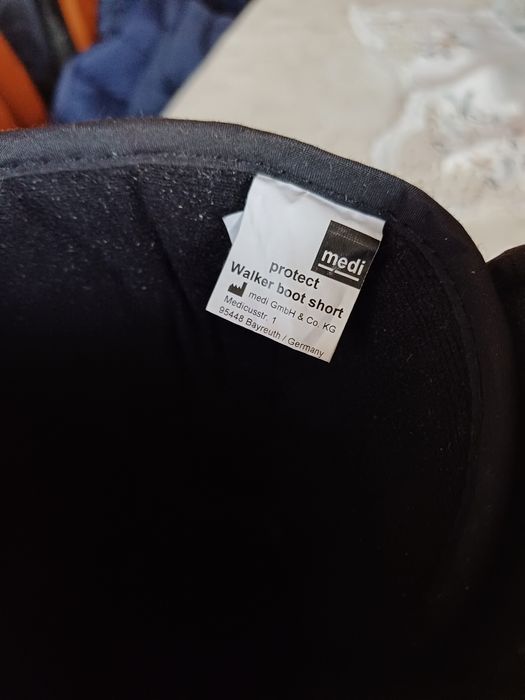 medi
protect
Walker boot short
medi GmbH & Co. KG
Medicusstr. 1
95448 Bayreuth / Germany